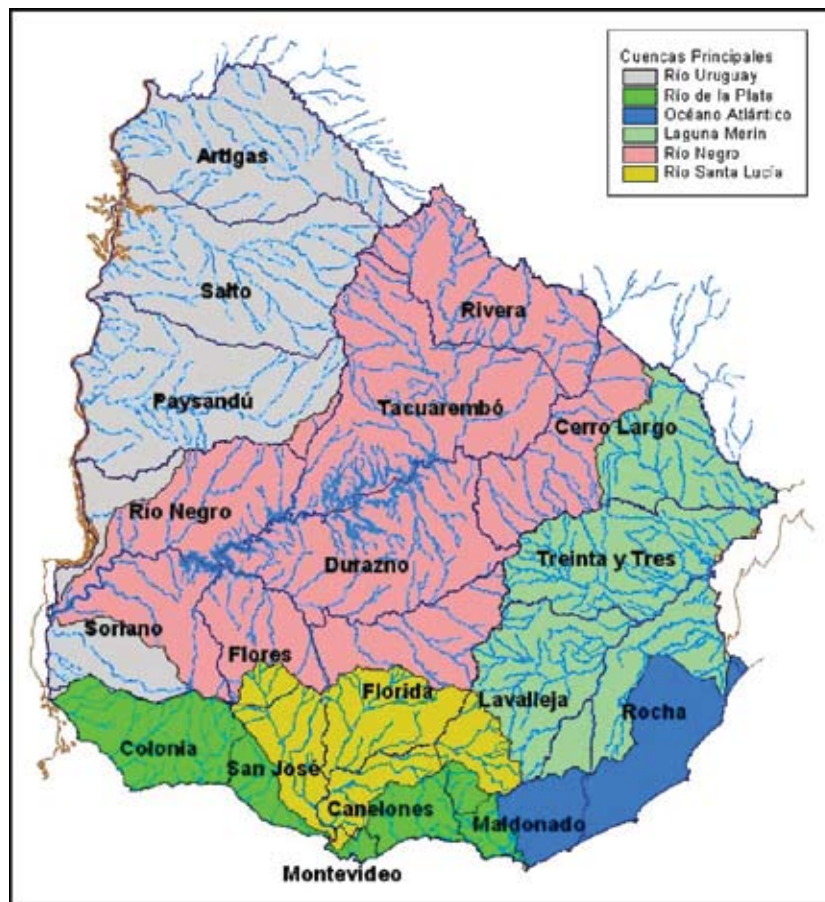 Cuencas Principales
Río Uruguay
Río de la Plata
Océano Atlántico
Laguna Merín
Río Negro
Río Santa Lucía
Artigas
Salto
Rivera
Paysandú
Tacuarembó
Cerro Largo
Río Negro
Durazno
Treinta y Tres
Soriano
Flores
Florida
Lavalleja
Rocha
Colonia
San José
Canelones
Maldonado
Montevideo